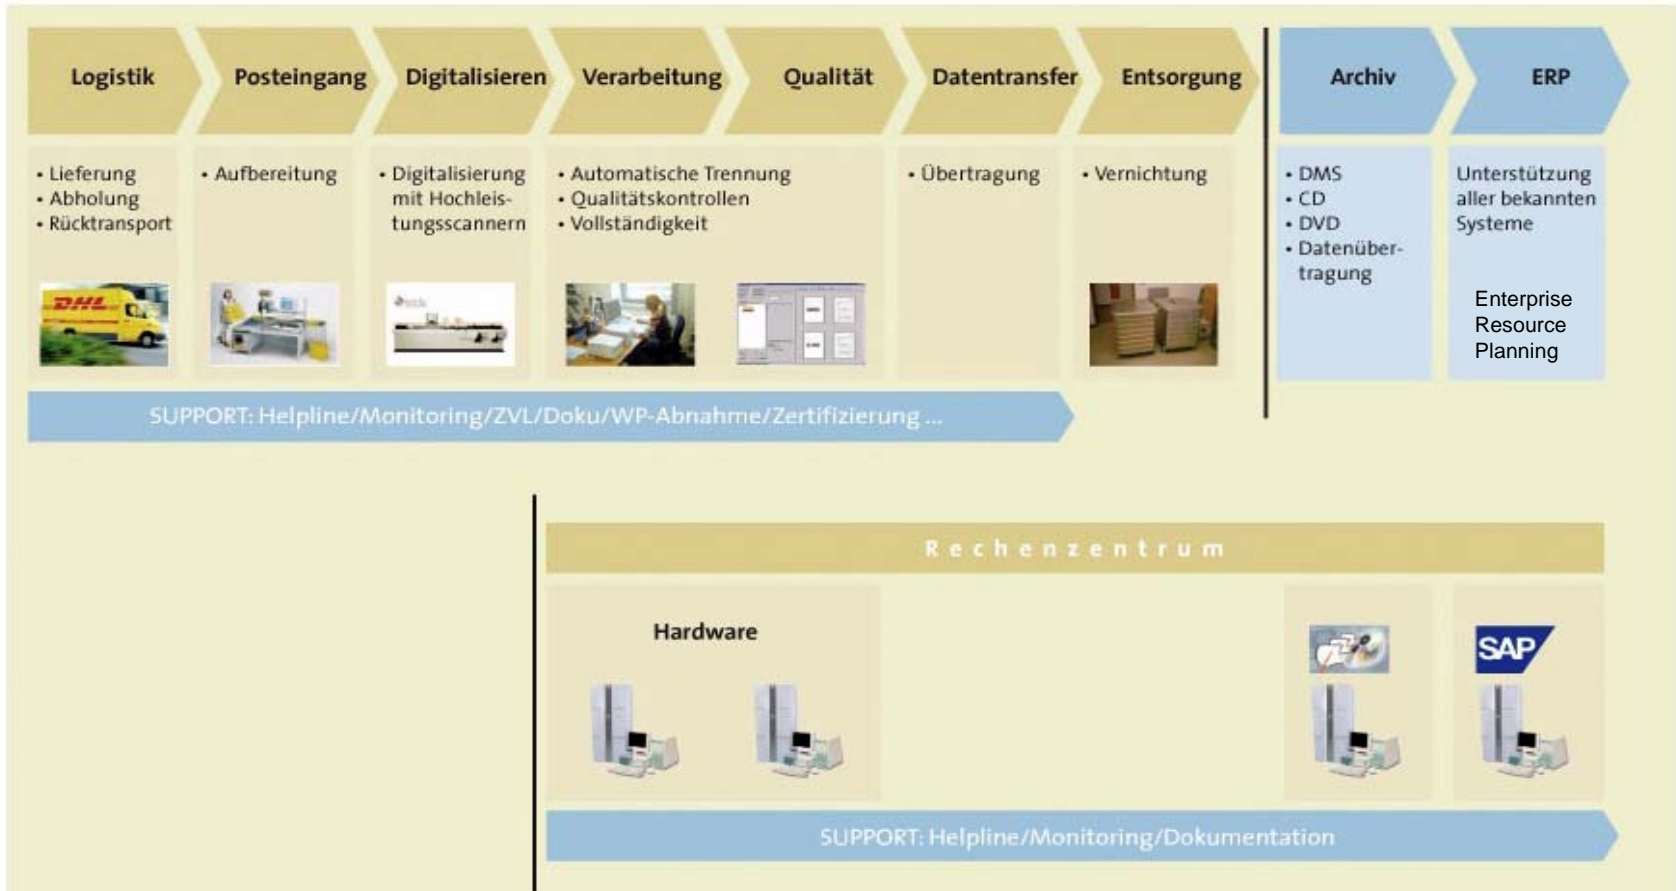 Logistik
Posteingang
Digitalisieren
Verarbeitung
Qualität
Datentransfer
Entsorgung
Archiv
ERP
• Lieferung
• Abholung
• Rücktransport
• Aufbereitung
• Digitalisierung
mit Hochleis-
tungsscannern
• Automatische Trennung
• Qualitätskontrollen
• Vollständigkeit
• Übertragung
• Vernichtung
• DMS
• CD
• DVD
• Datenüber-
tragung
Unterstützung
aller bekannten
Systeme
Enterprise
Resource
Planning
DHL
SUPPORT: Helpline/Monitoring/ZVL/Doku/WP-Abnahme/Zertifizierung ...
Rechenzentrum
Hardware
SAP
SUPPORT: Helpline/Monitoring/Dokumentation